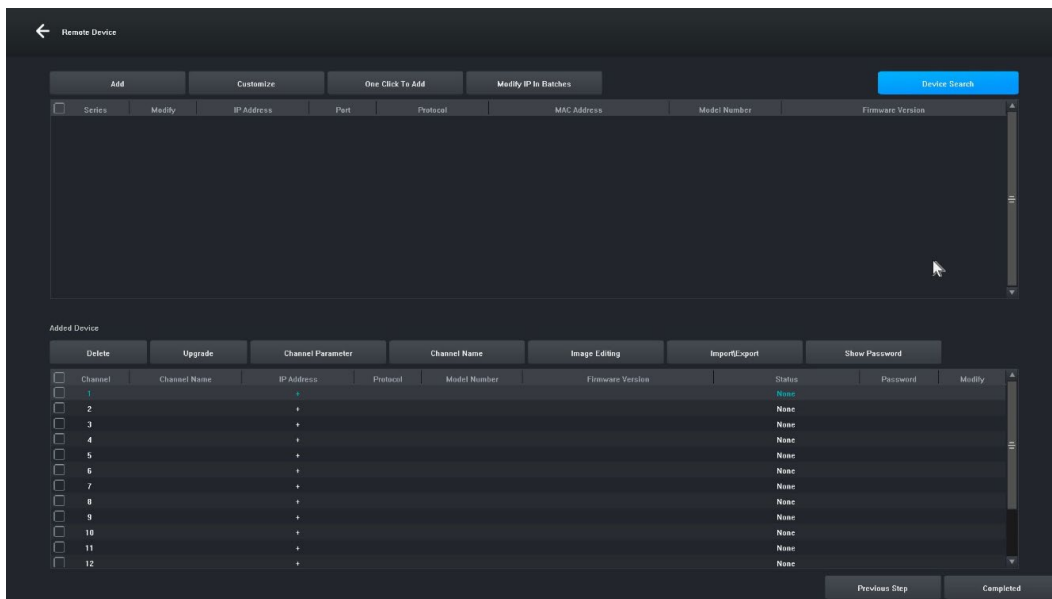 Remote Device
Add Customize One Click To Add Modify IP In Batches Device Search
Series Modify IP Address Port Protocol MAC Address Model Number Firmware Version
Added Device
Delete Upgrade Channel Parameter Channel Name Image Editing Import\Export Show Password
Channel Channel Name IP Address Protocol Model Number Firmware Version Status Password Modify
1 + None
2 + None
3 + None
4 + None
5 + None
6 + None
7 + None
8 + None
9 + None
10 + None
11 + None
12 + None
Previous Step Completed